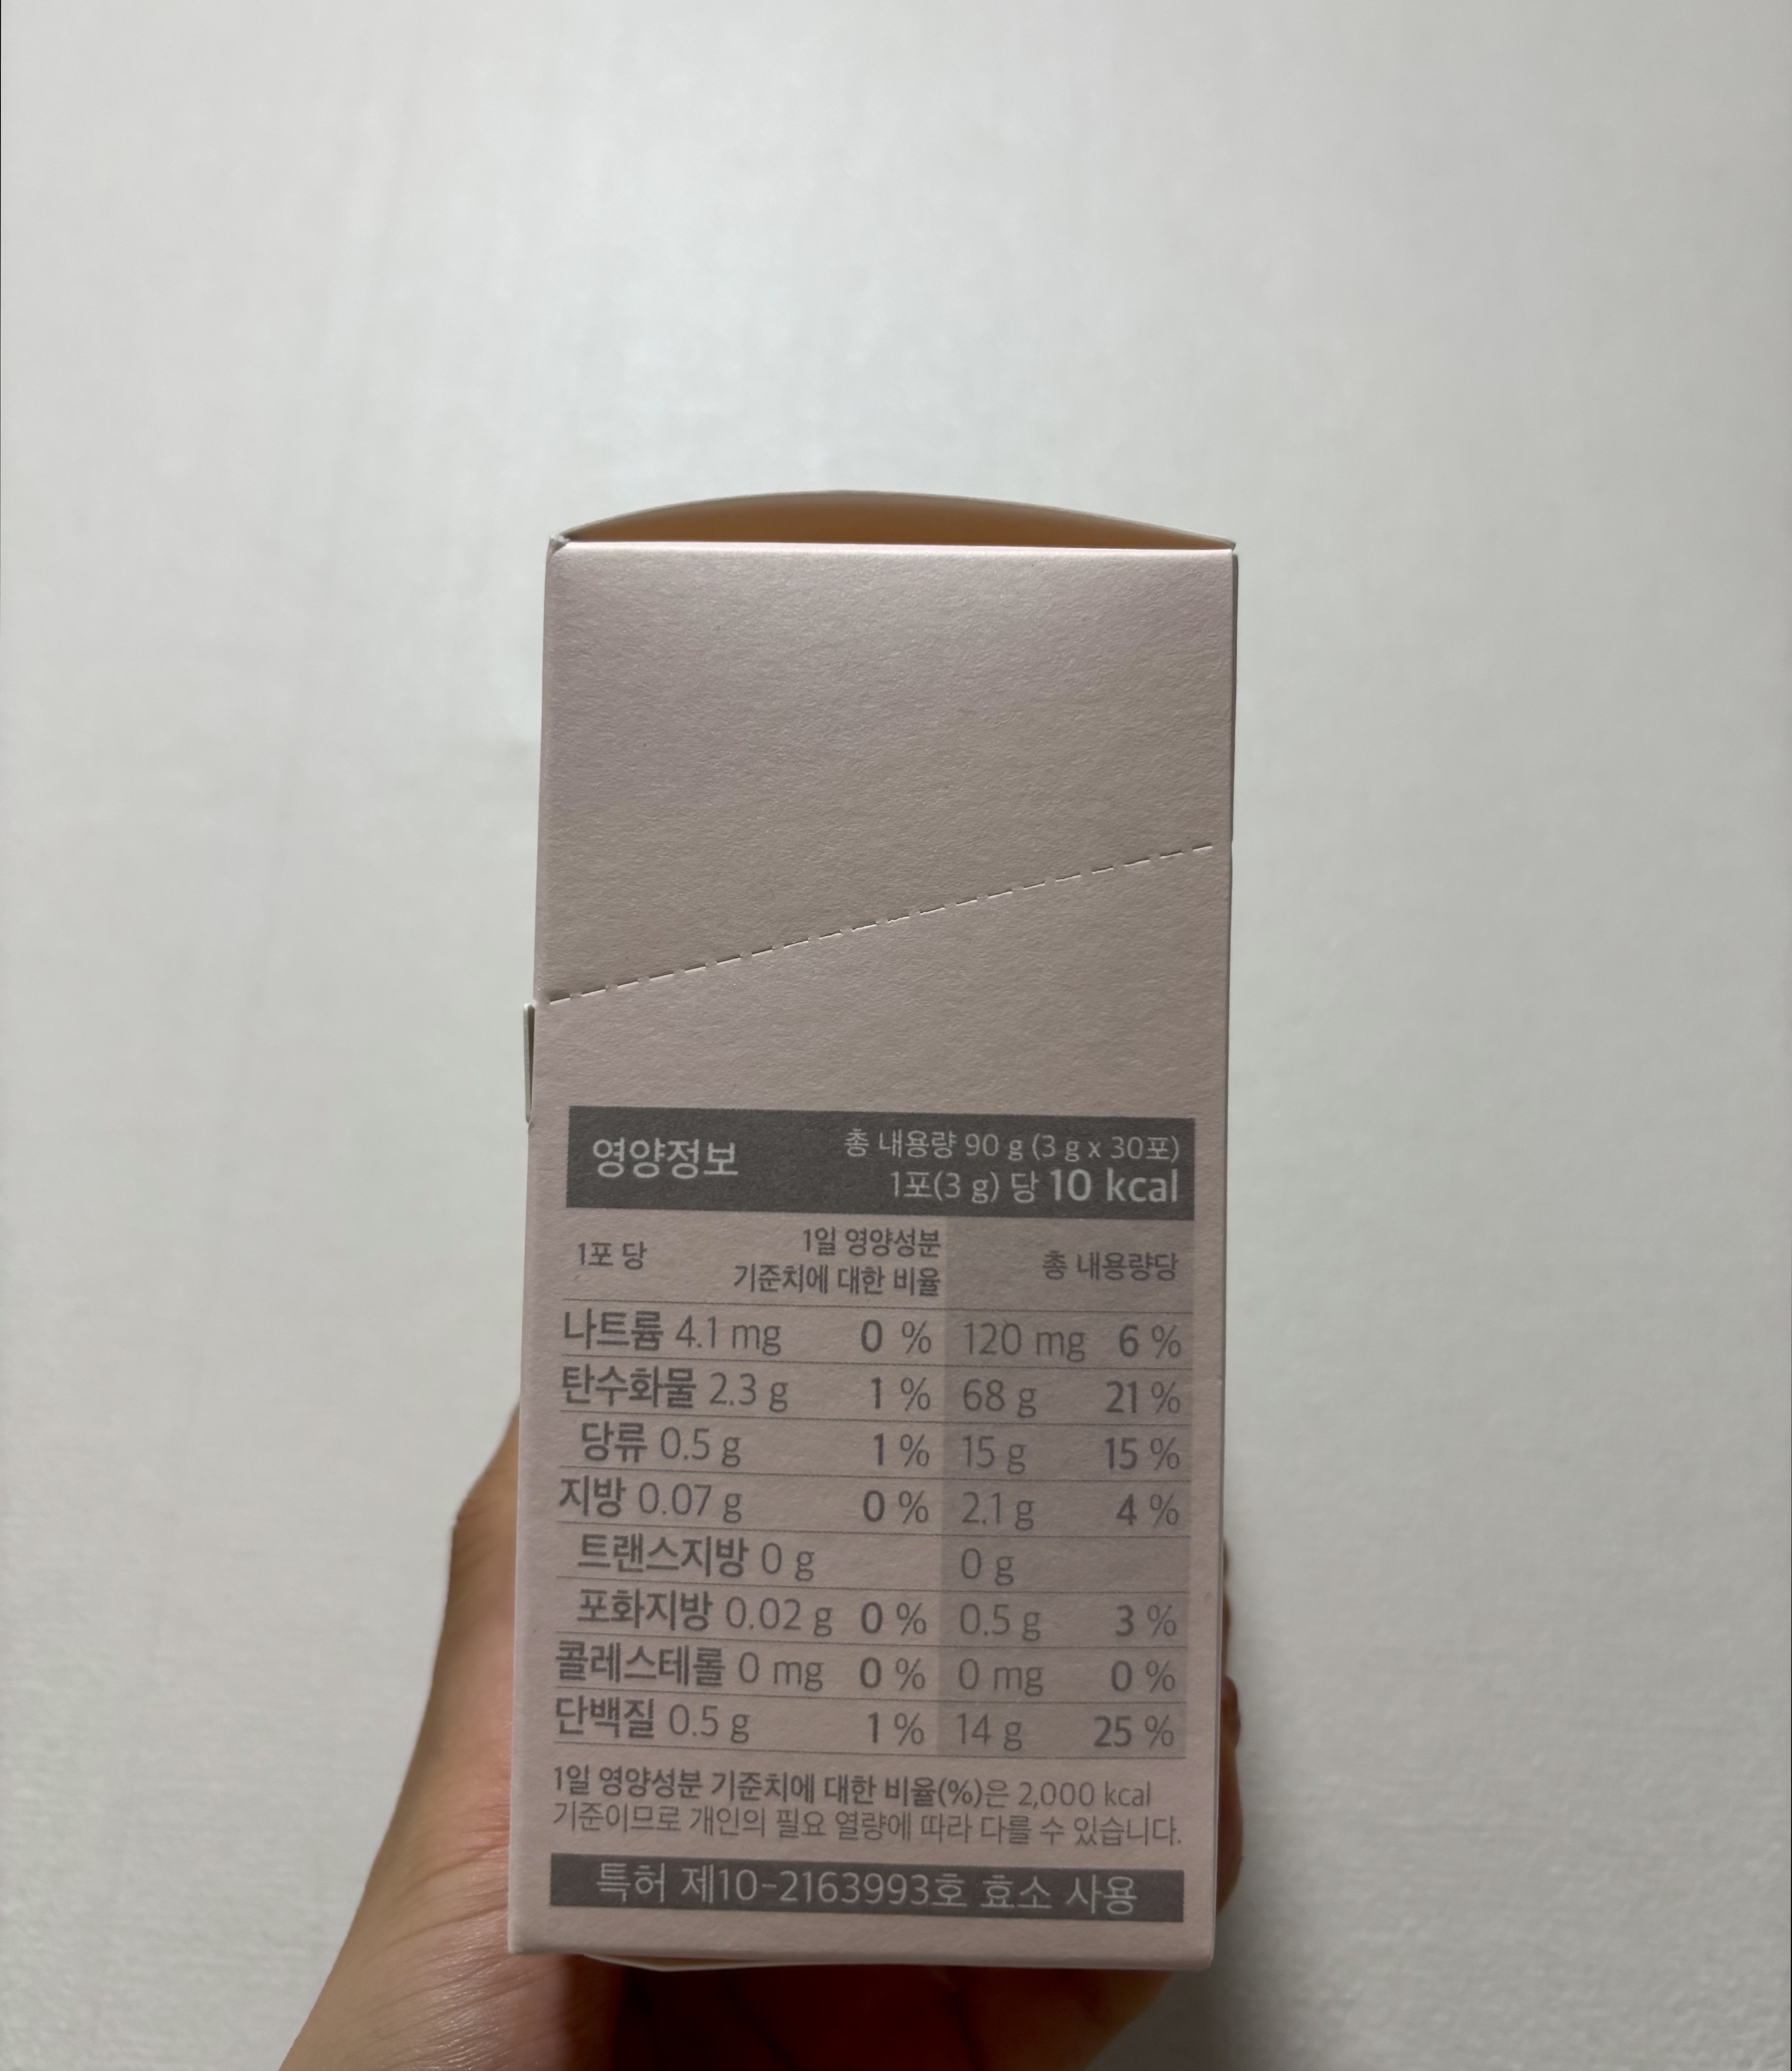 영양정보
총 내용량 90 g (3 g x 30포)
1포(3 g) 당 10 kcal
1포 당 1일 영양성분 기준치에 대한 비율 총 내용량당
나트륨 4.1 mg 0 % 120 mg 6 %
탄수화물 2.3 g 1 % 68 g 21 %
당류 0.5 g 1 % 15 g 15 %
지방 0.07 g 0 % 2.1 g 4 %
트랜스지방 0 g 0 g
포화지방 0.02 g 0 % 0.5 g 3 %
콜레스테롤 0 mg 0 % 0 mg 0 %
단백질 0.5 g 1 % 14 g 25 %
1일 영양성분 기준치에 대한 비율(%)은 2,000 kcal
기준이므로 개인의 필요 열량에 따라 다를 수 있습니다.
특허 제10-2163993호 효소 사용